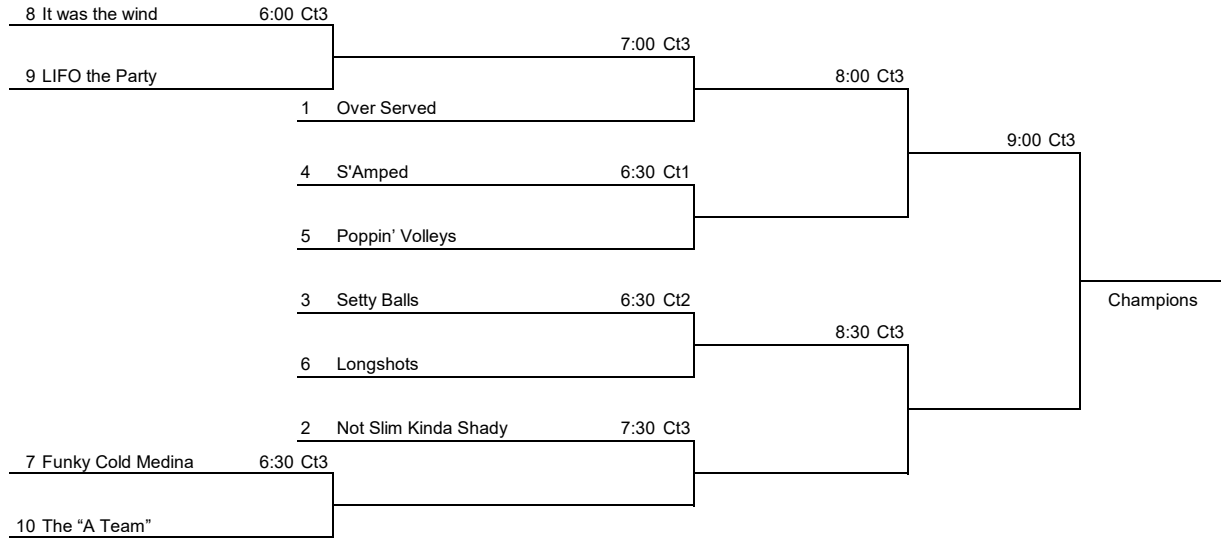 8 It was the wind 6:00 Ct3
7:00 Ct3
9 LIFO the Party 8:00 Ct3
1 Over Served
9:00 Ct3
4 S'Amped 6:30 Ct1
5 Poppin’ Volleys
3 Setty Balls 6:30 Ct2 Champions
8:30 Ct3
6 Longshots
2 Not Slim Kinda Shady 7:30 Ct3
7 Funky Cold Medina 6:30 Ct3
10 The “A Team”